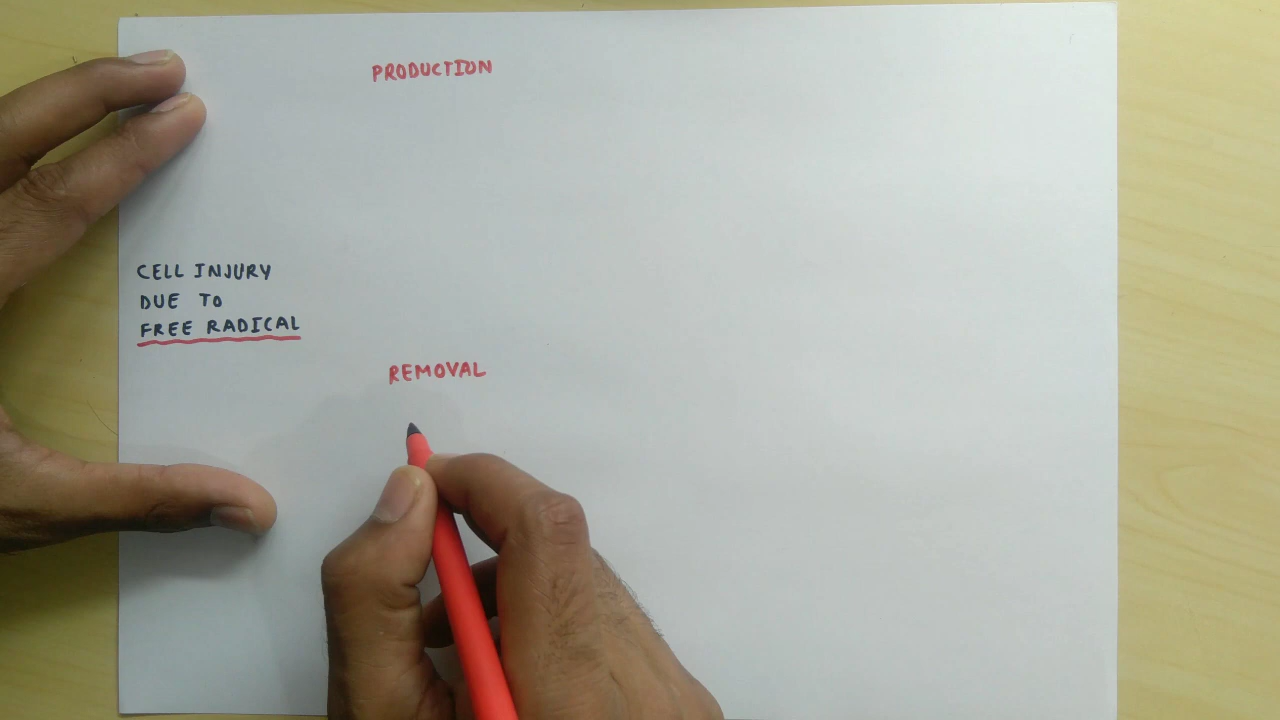 PRODUCTION
CELL INJURY
DUE TO
FREE RADICAL
REMOVAL